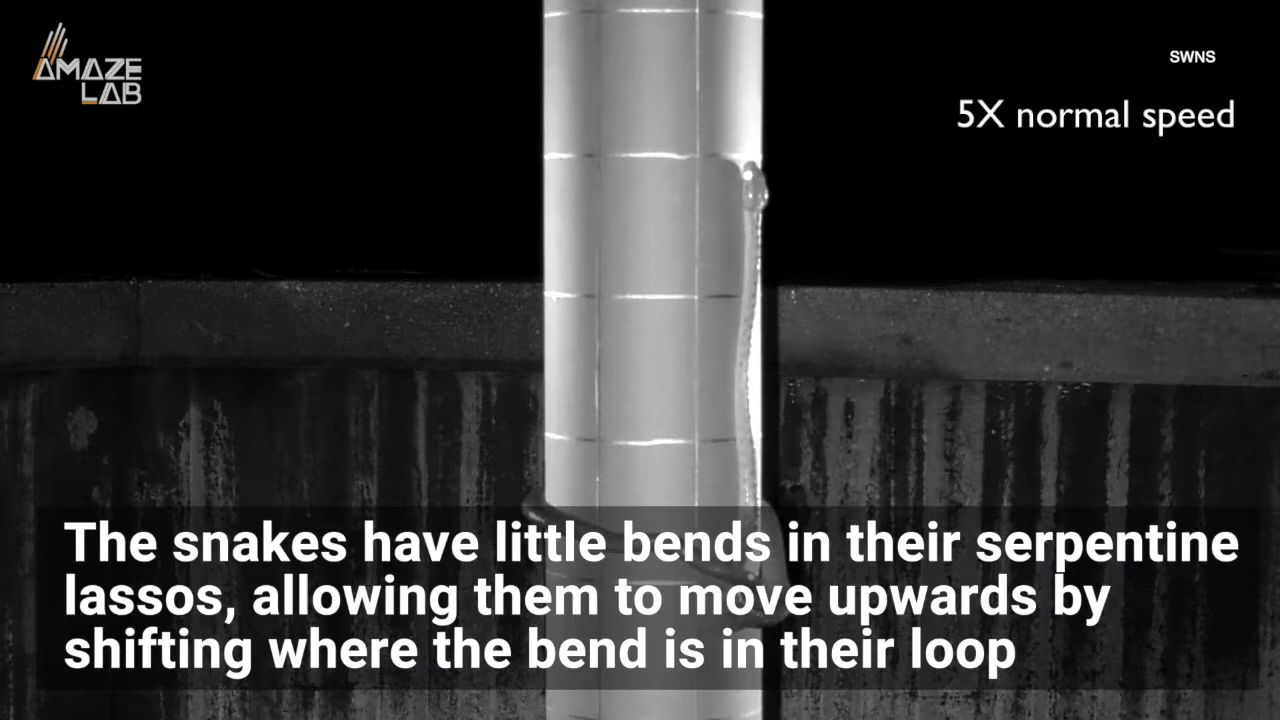 AMAZE
LAB
SWNS
5X normal speed
The snakes have little bends in their serpentine
lassos, allowing them to move upwards by
shifting where the bend is in their loop